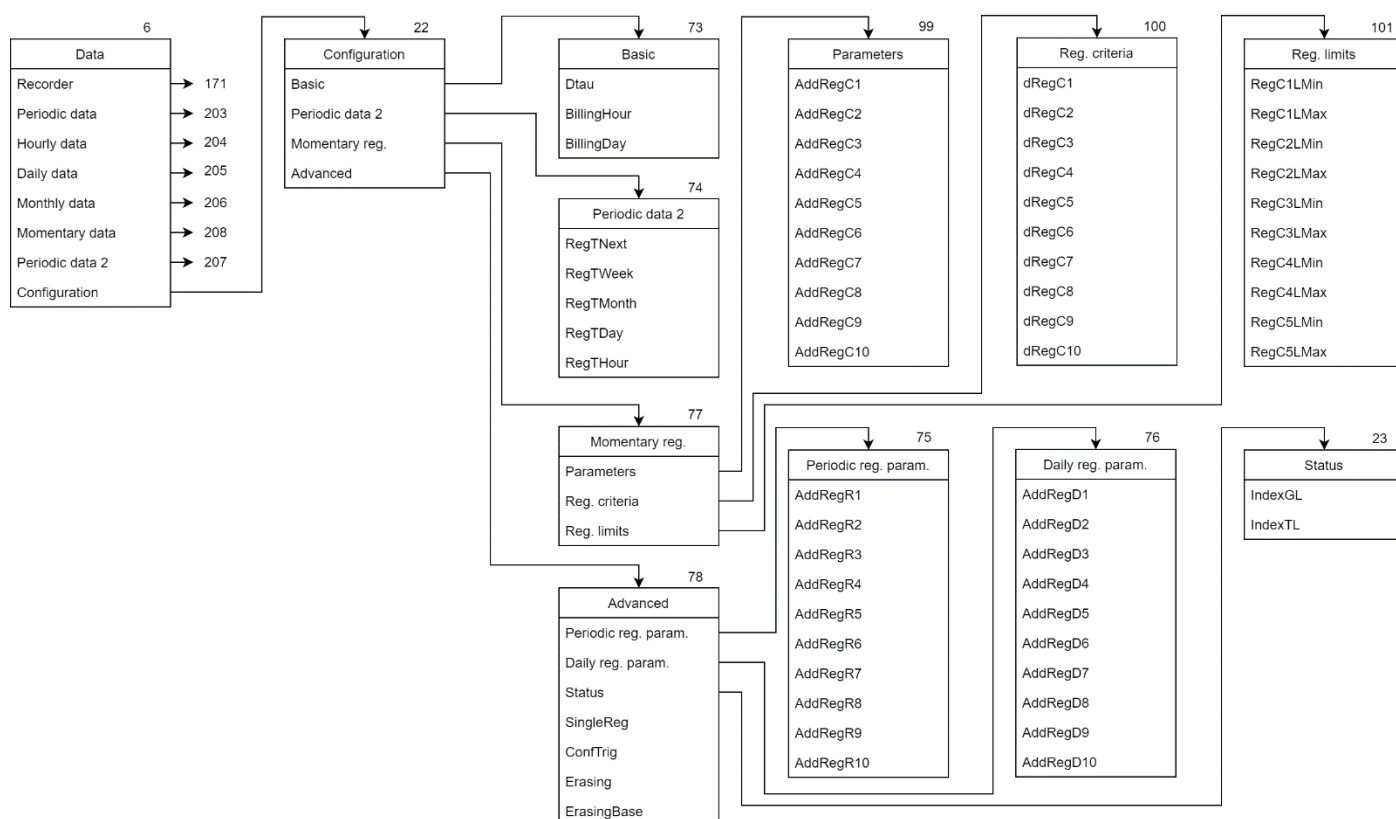 6
Data
Recorder
171
Periodic data
203
Hourly data
204
Daily data
205
Monthly data
206
Momentary data
208
Periodic data 2
207
Configuration
22
Configuration
Basic
Periodic data 2
Momentary reg.
Advanced
73
Basic
Dtau
BillingHour
BillingDay
74
Periodic data 2
RegTNext
RegTWeek
RegTMonth
RegTDay
RegTHour
77
Momentary reg.
Parameters
Reg. criteria
Reg. limits
78
Advanced
Periodic reg. param.
Daily reg. param.
Status
SingleReg
ConfTrig
Erasing
ErasingBase
99
Parameters
AddRegC1
AddRegC2
AddRegC3
AddRegC4
AddRegC5
AddRegC6
AddRegC7
AddRegC8
AddRegC9
AddRegC10
100
Reg. criteria
dRegC1
dRegC2
dRegC3
dRegC4
dRegC5
dRegC6
dRegC7
dRegC8
dRegC9
dRegC10
101
Reg. limits
RegC1LMin
RegC1LMax
RegC2LMin
RegC2LMax
RegC3LMin
RegC3LMax
RegC4LMin
RegC4LMax
RegC5LMin
RegC5LMax
75
Periodic reg. param.
AddRegR1
AddRegR2
AddRegR3
AddRegR4
AddRegR5
AddRegR6
AddRegR7
AddRegR8
AddRegR9
AddRegR10
76
Daily reg. param.
AddRegD1
AddRegD2
AddRegD3
AddRegD4
AddRegD5
AddRegD6
AddRegD7
AddRegD8
AddRegD9
AddRegD10
23
Status
IndexGL
IndexTL